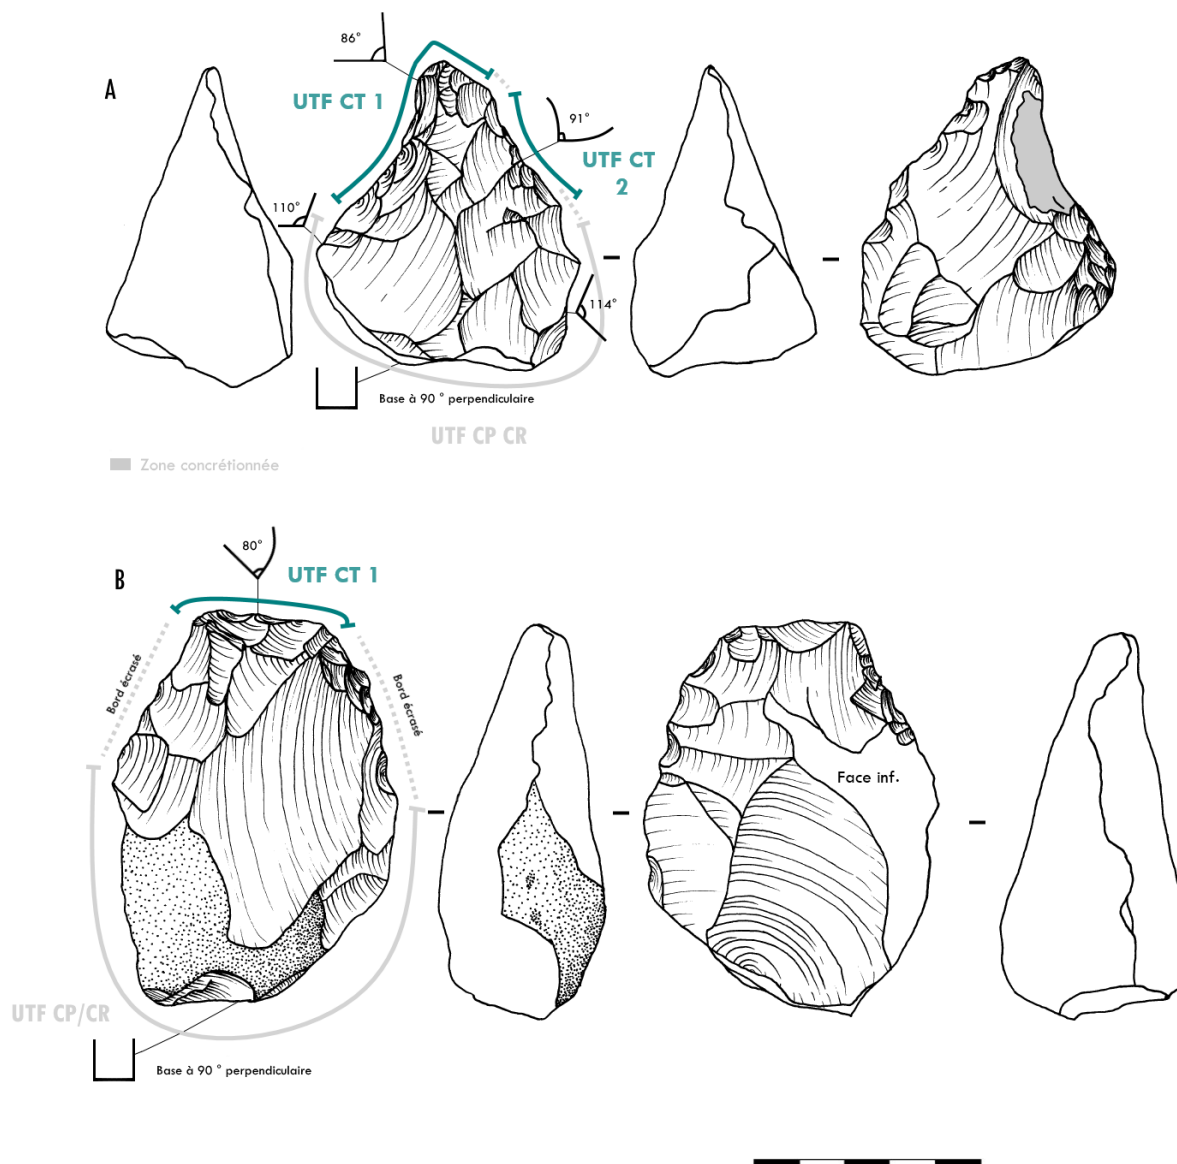 A
86°
UTF CT 1
91°
UTF CT
2
110°
114°
Base à 90 ° perpendiculaire
UTF CP CR
Zone concrétionnée
80°
B
UTF CT 1
Bord écrasé
Bord écrasé
Face inf.
UTF CP/CR
Base à 90 ° perpendiculaire